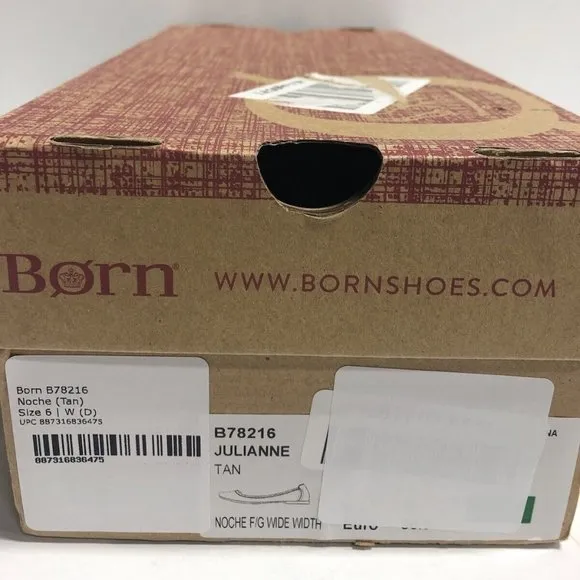 Børn
WWW.BORNSHOES.COM
Born B78216
Noche (Tan)
Size 6 | W (D)
UPC 887316836475
887316836475
B78216
JULIANNE
TAN
NOCHE F/G WIDE WIDTH
Euro